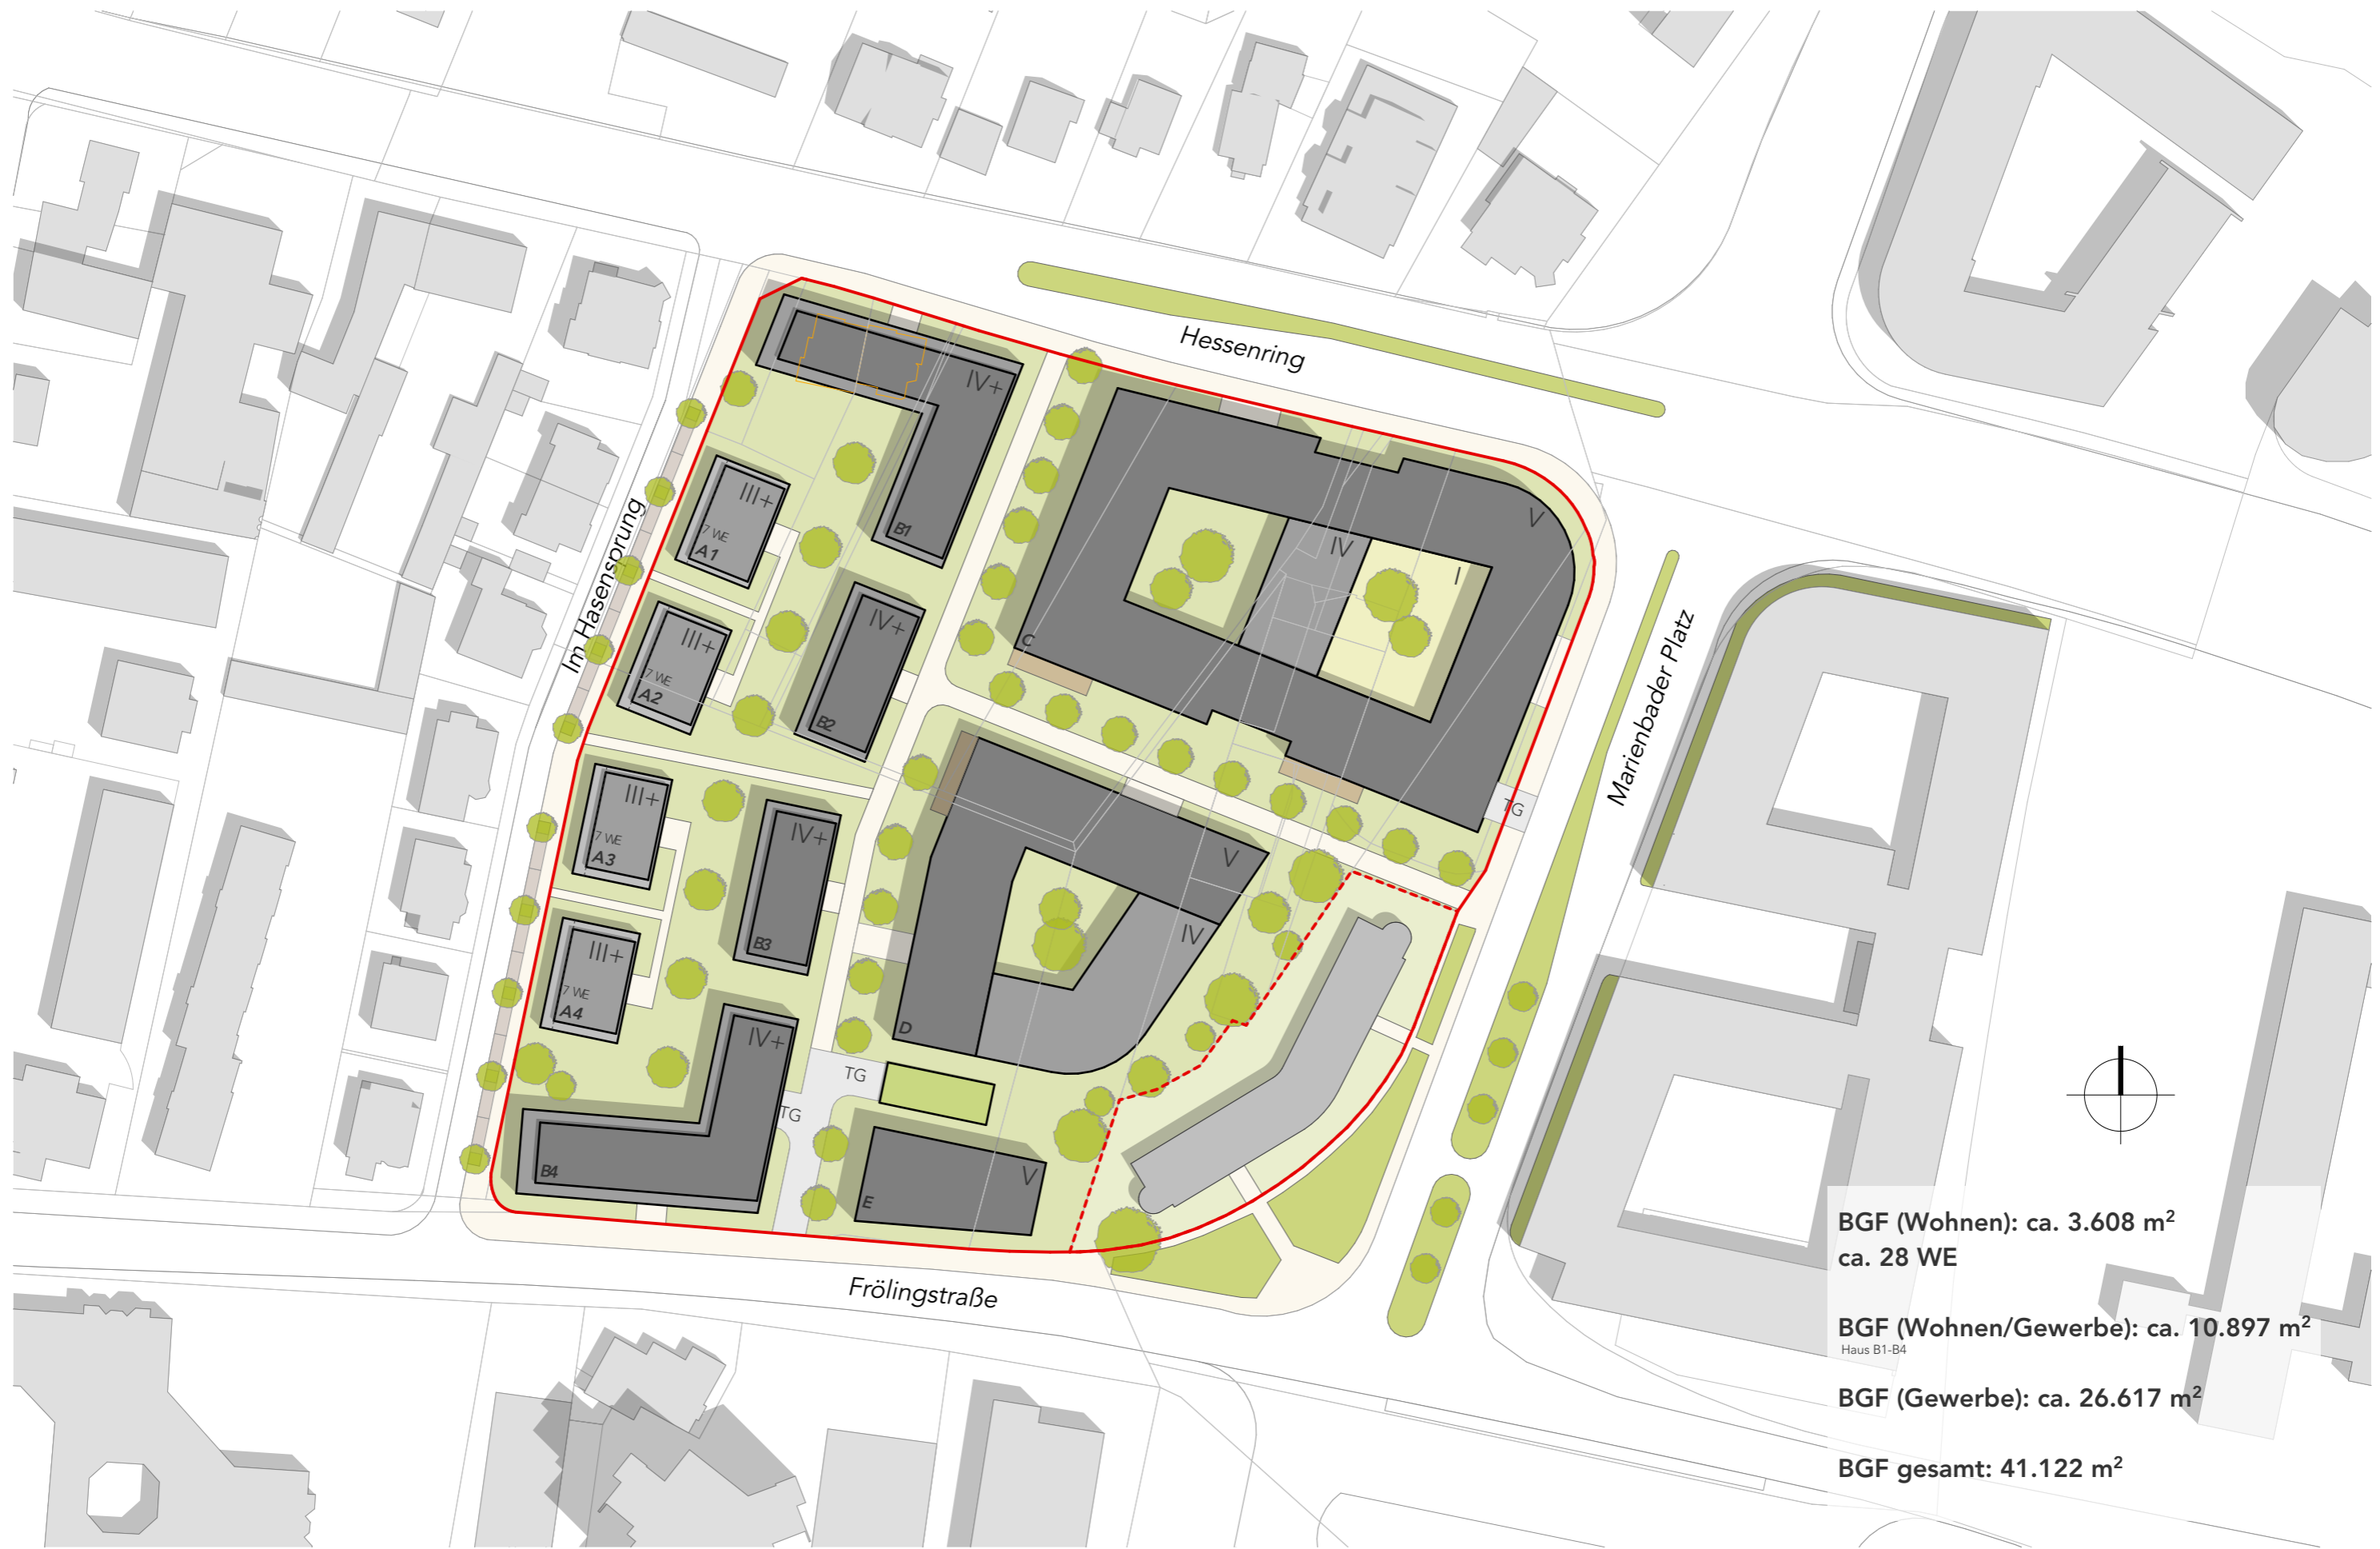 Hessenring
IV+
III+
7 WE
A1
B1
V
IV
I
C
Im Hasensprung
III+
7 WE
A2
IV+
B2
Marienbader Platz
TG
III+
7 WE
A3
IV+
B3
V
IV
D
III+
7 WE
A4
IV+
B4
TG
TG
V
E
Frölingstraße
BGF (Wohnen): ca. 3.608 m²
ca. 28 WE
BGF (Wohnen/Gewerbe): ca. 10.897 m²
Haus B1-B4
BGF (Gewerbe): ca. 26.617 m²
BGF gesamt: 41.122 m²